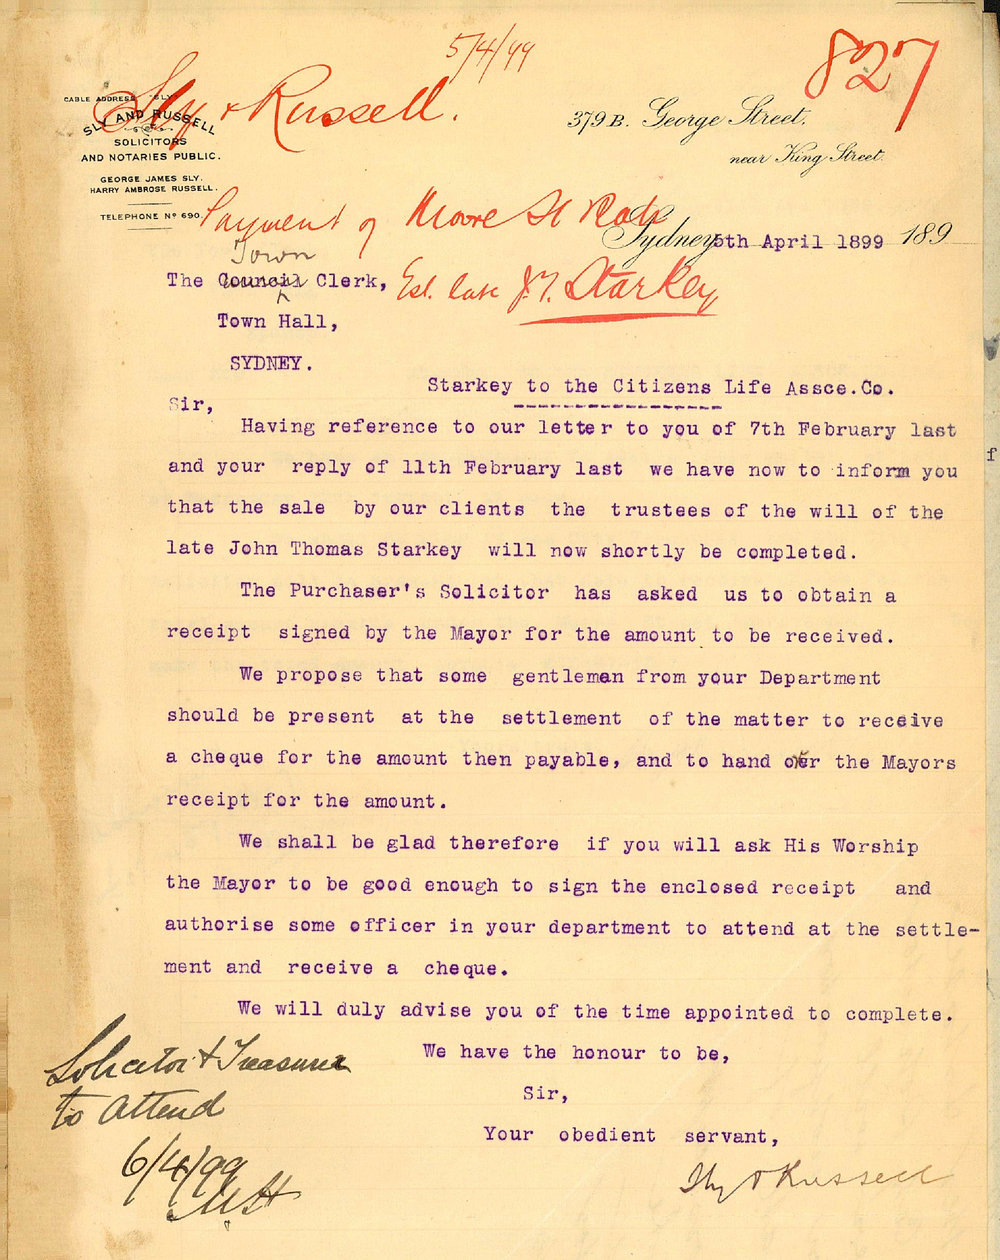 5/4/99
827
Sly & Russell.
CABLE ADDRESS "SLY"
SLY AND RUSSELL
SOLICITORS
AND NOTARIES PUBLIC.
GEORGE JAMES SLY.
HARRY AMBROSE RUSSELL.
TELEPHONE Nº 690.
379B. George Street.
near King Street.
Payment of Moore St Rate
Est. late J.T. Starkey
Sydney 5th April 1899 189
Town
The Council Clerk,
Town Hall,
SYDNEY.
Starkey to the Citizens Life Assce.Co.
Sir,
Having reference to our letter to you of 7th February last
and your reply of 11th February last we have now to inform you
that the sale by our clients the trustees of the will of the
late John Thomas Starkey will now shortly be completed.
The Purchaser's Solicitor has asked us to obtain a
receipt signed by the Mayor for the amount to be received.
We propose that some gentleman from your Department
should be present at the settlement of the matter to receive
a cheque for the amount then payable, and to hand over the Mayors
receipt for the amount.
We shall be glad therefore if you will ask His Worship
the Mayor to be good enough to sign the enclosed receipt and
authorise some officer in your department to attend at the settle-
ment and receive a cheque.
We will duly advise you of the time appointed to complete.
We have the honour to be,
Sir,
Your obedient servant,
Sly & Russell
Solicitor & Treasurer
to Attend
6/4/99